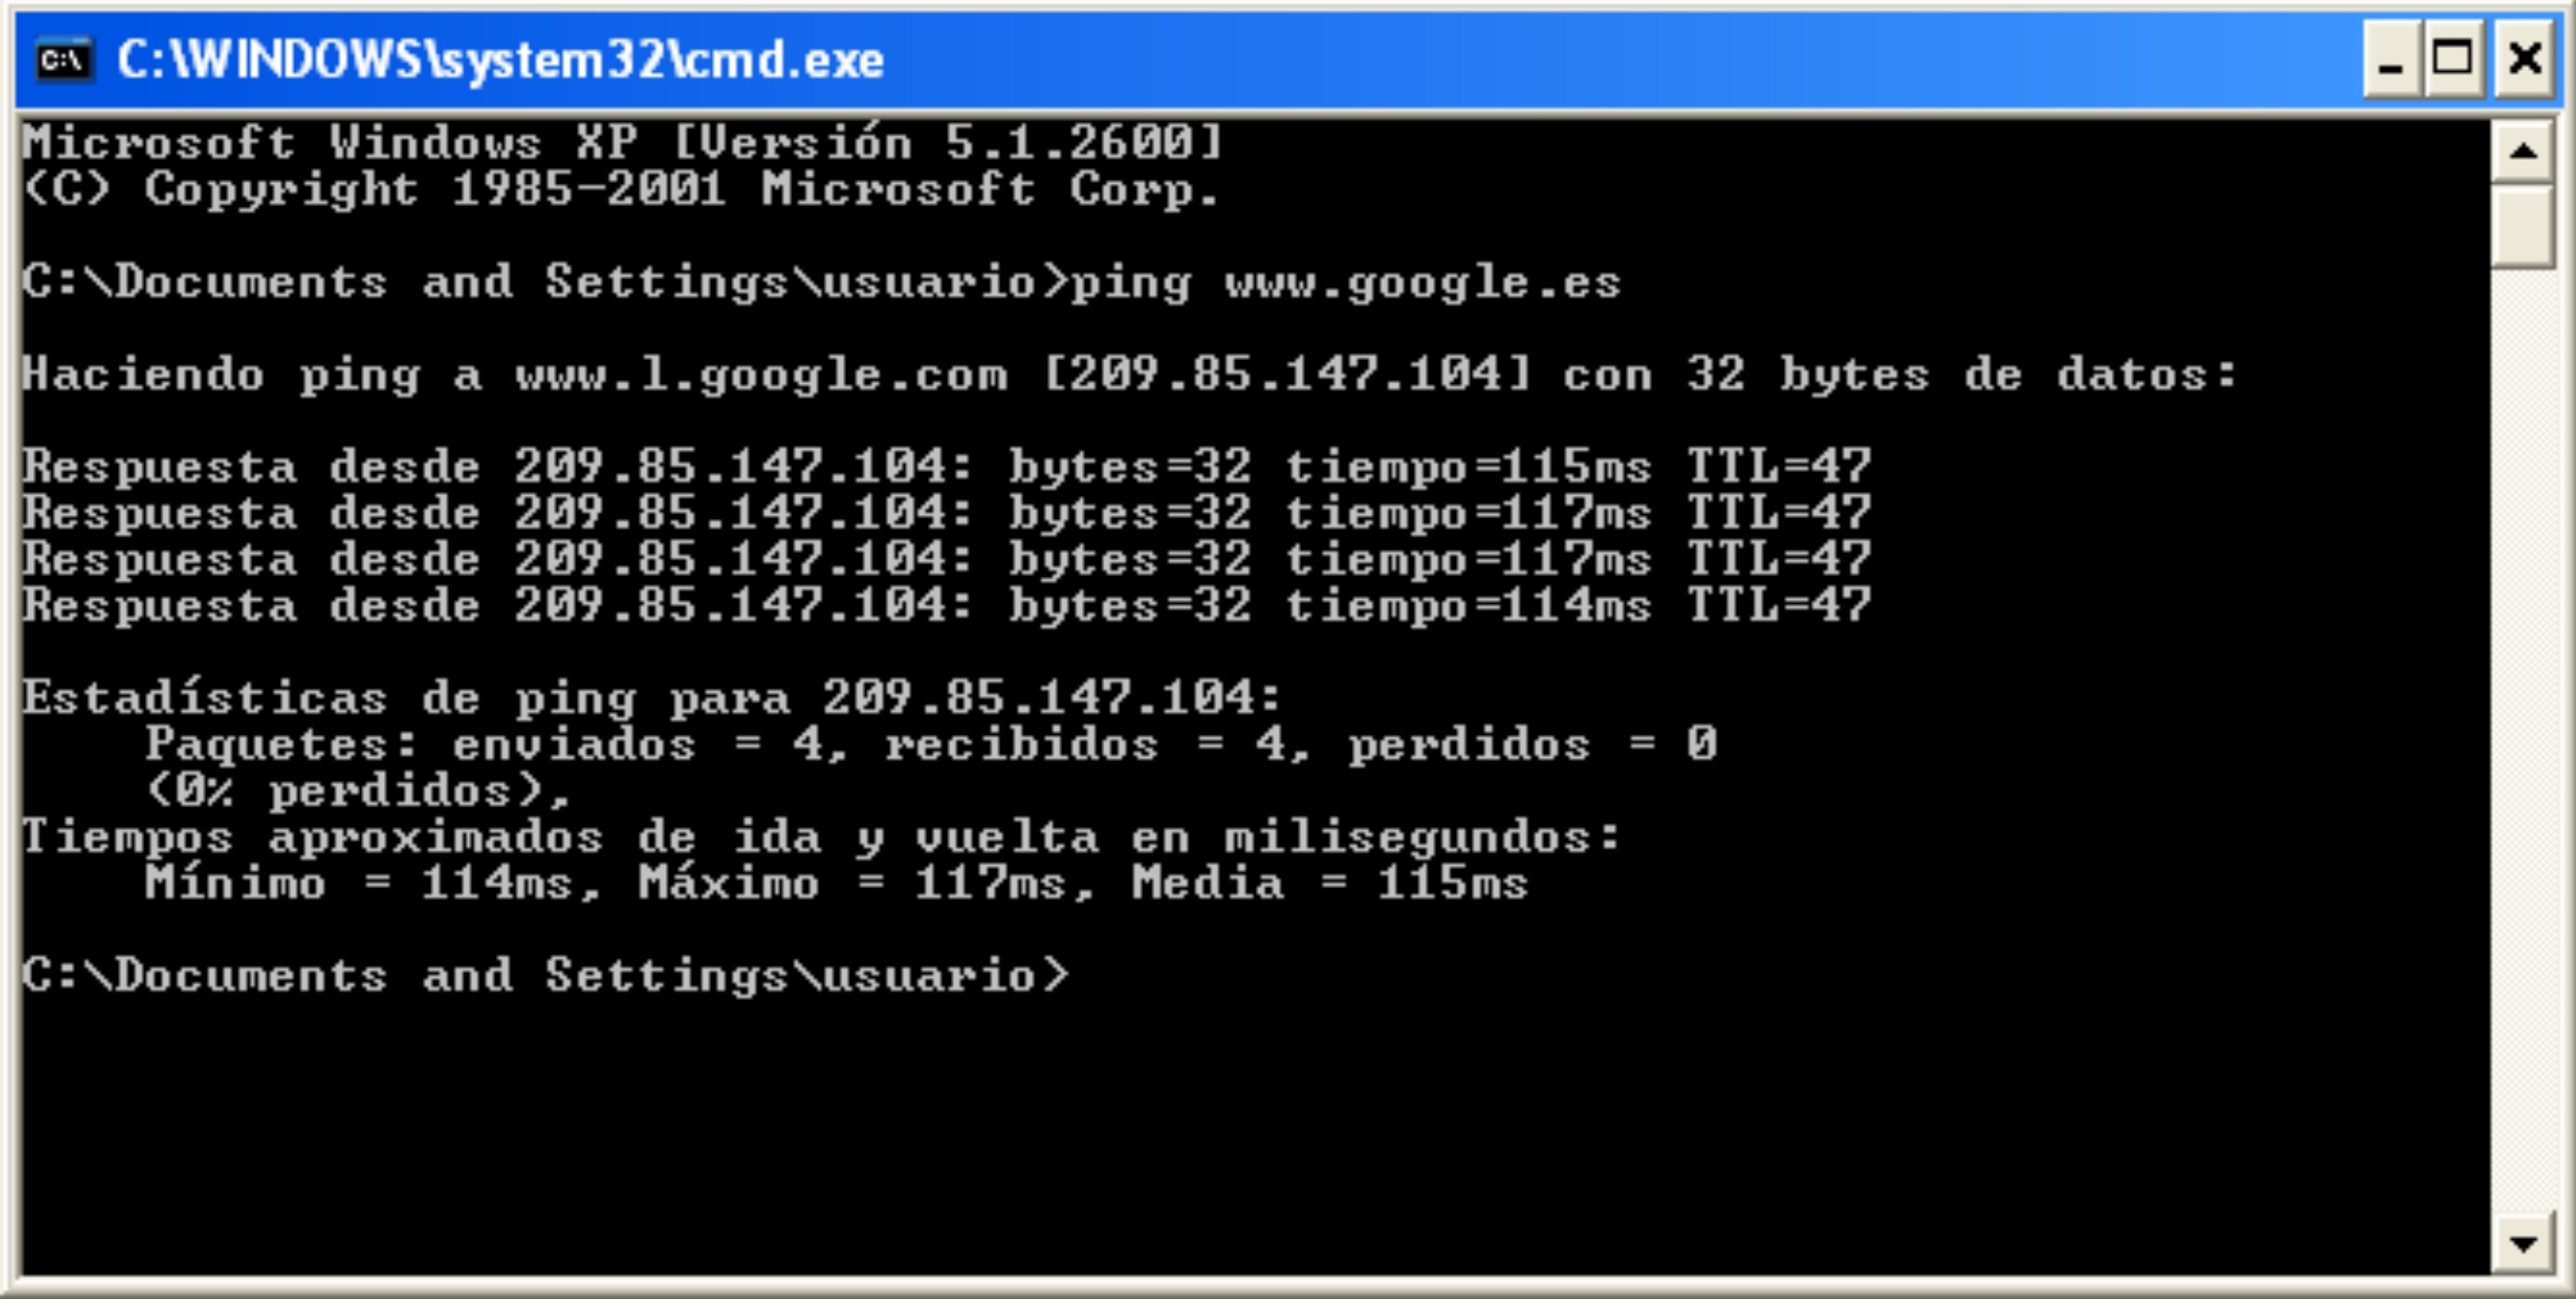 C:\WINDOWS\system32\cmd.exe
Microsoft Windows XP [Versión 5.1.2600]
(C) Copyright 1985-2001 Microsoft Corp.
C:\Documents and Settings\usuario>ping www.google.es
Haciendo ping a www.l.google.com [209.85.147.104] con 32 bytes de datos:
Respuesta desde 209.85.147.104: bytes=32 tiempo=115ms TTL=47
Respuesta desde 209.85.147.104: bytes=32 tiempo=117ms TTL=47
Respuesta desde 209.85.147.104: bytes=32 tiempo=117ms TTL=47
Respuesta desde 209.85.147.104: bytes=32 tiempo=114ms TTL=47
Estadísticas de ping para 209.85.147.104:
    Paquetes: enviados = 4, recibidos = 4, perdidos = 0
    (0% perdidos),
Tiempos aproximados de ida y vuelta en milisegundos:
    Mínimo = 114ms, Máximo = 117ms, Media = 115ms
C:\Documents and Settings\usuario>